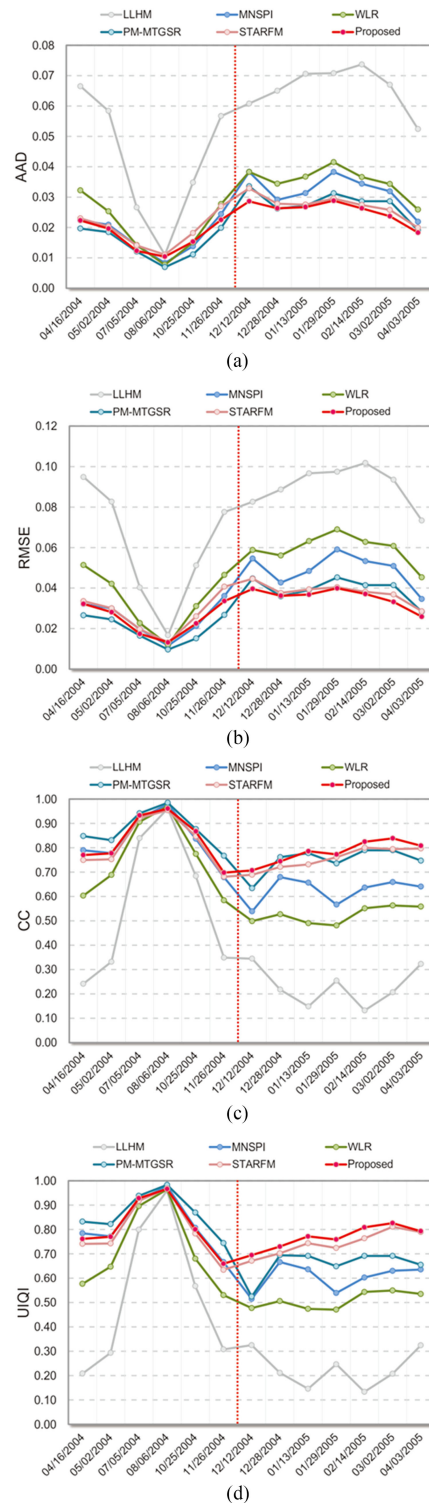 LLHM MNSPI WLR
PM-MTGSR STARFM Proposed
0.08
0.07
0.06
0.05
0.04
0.03
0.02
0.01
0.00
AAD
04/16/2004 05/02/2004 07/05/2004 08/06/2004 10/25/2004 11/26/2004 12/12/2004 12/28/2004 01/13/2005 01/29/2005 02/14/2005 03/02/2005 04/03/2005
(a)
LLHM MNSPI WLR
PM-MTGSR STARFM Proposed
0.12
0.10
0.08
0.06
0.04
0.02
0.00
RMSE
04/16/2004 05/02/2004 07/05/2004 08/06/2004 10/25/2004 11/26/2004 12/12/2004 12/28/2004 01/13/2005 01/29/2005 02/14/2005 03/02/2005 04/03/2005
(b)
LLHM MNSPI WLR
PM-MTGSR STARFM Proposed
1.00
0.90
0.80
0.70
0.60
0.50
0.40
0.30
0.20
0.10
0.00
CC
04/16/2004 05/02/2004 07/05/2004 08/06/2004 10/25/2004 11/26/2004 12/12/2004 12/28/2004 01/13/2005 01/29/2005 02/14/2005 03/02/2005 04/03/2005
(c)
LLHM MNSPI WLR
PM-MTGSR STARFM Proposed
1.00
0.90
0.80
0.70
0.60
0.50
0.40
0.30
0.20
0.10
0.00
UIQI
04/16/2004 05/02/2004 07/05/2004 08/06/2004 10/25/2004 11/26/2004 12/12/2004 12/28/2004 01/13/2005 01/29/2005 02/14/2005 03/02/2005 04/03/2005
(d)